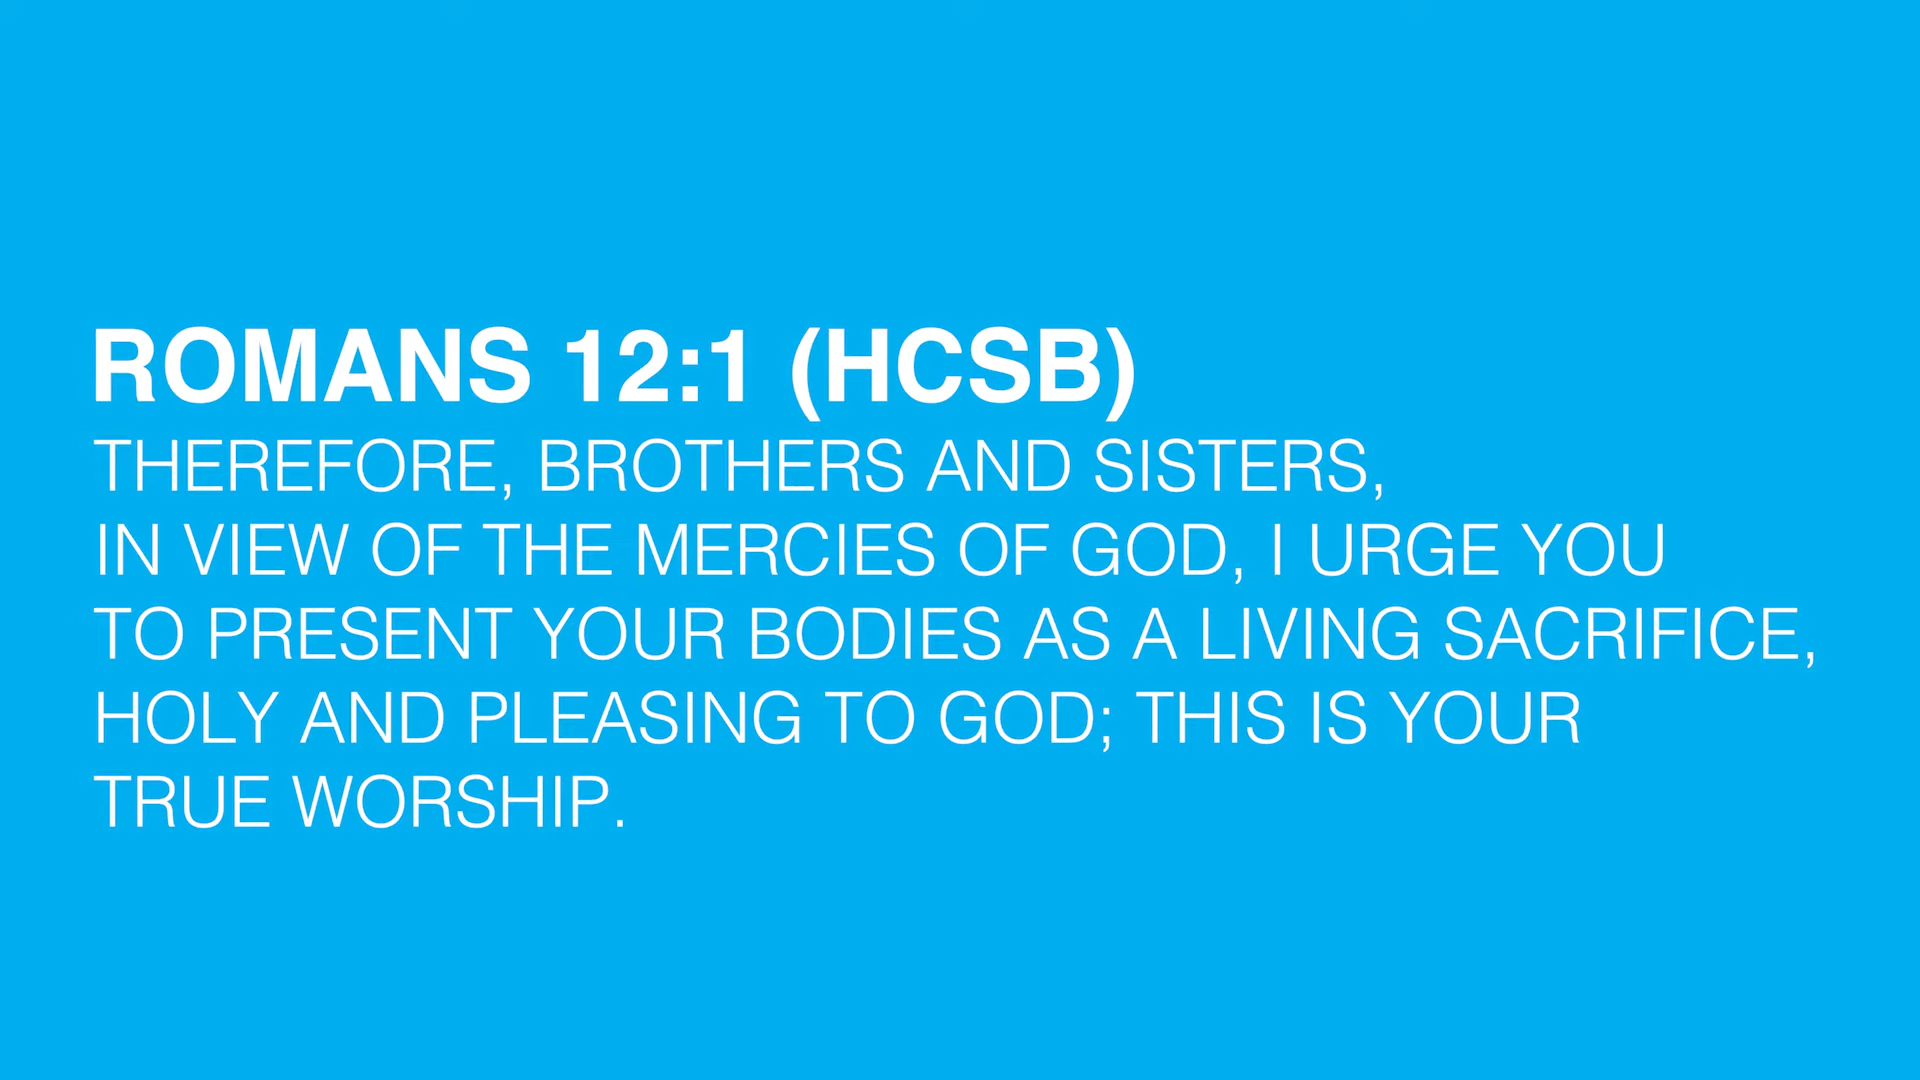 ROMANS 12:1 (HCSB)
THEREFORE, BROTHERS AND SISTERS,
IN VIEW OF THE MERCIES OF GOD, I URGE YOU
TO PRESENT YOUR BODIES AS A LIVING SACRIFICE,
HOLY AND PLEASING TO GOD; THIS IS YOUR
TRUE WORSHIP.